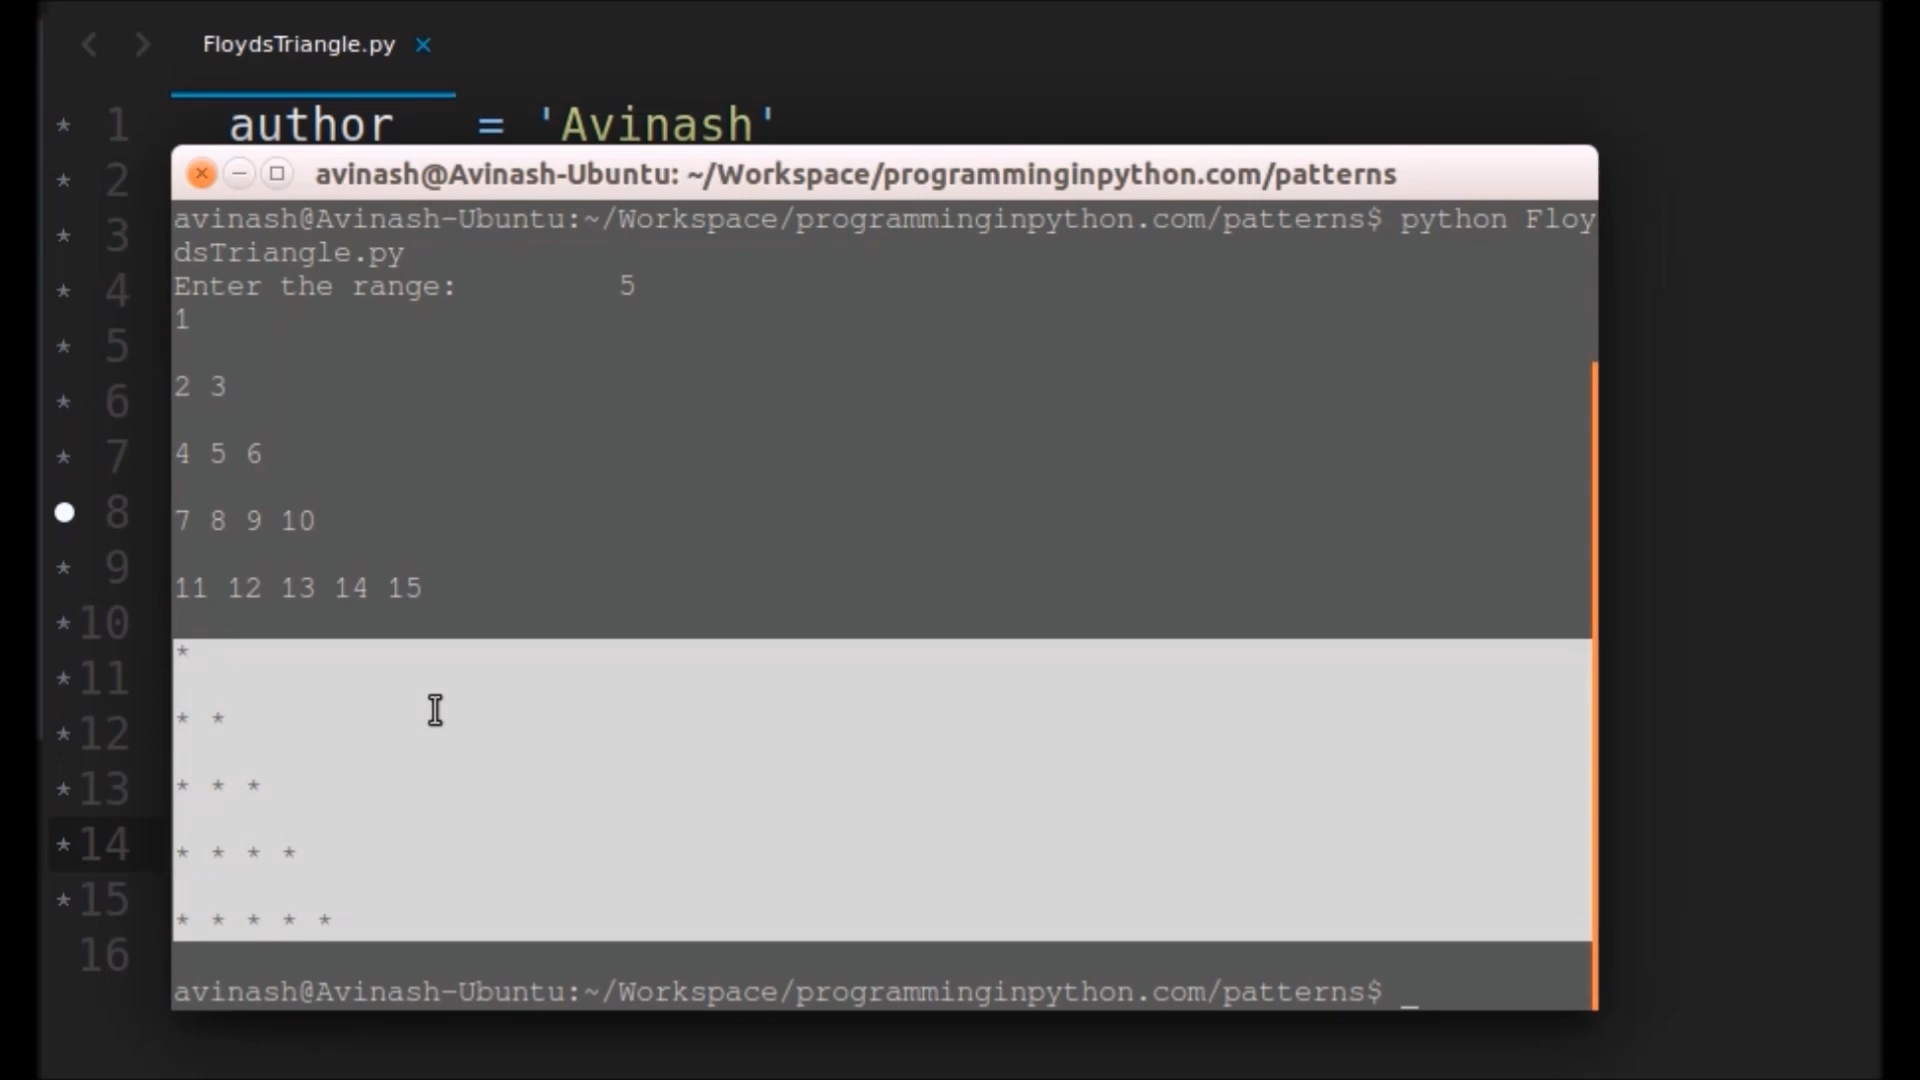 FloydsTriangle.py ×
* 1 author = 'Avinash'
avinash@Avinash-Ubuntu: ~/Workspace/programminginpython.com/patterns
* 2
* 3
* 4
* 5
* 6
* 7
8
* 9
* 10
* 11
* 12
* 13
* 14
* 15
16
avinash@Avinash-Ubuntu:~/Workspace/programminginpython.com/patterns$ python Floy
dsTriangle.py
Enter the range: 5
1
2 3
4 5 6
7 8 9 10
11 12 13 14 15
*
* *
* * *
* * * *
* * * * *
avinash@Avinash-Ubuntu:~/Workspace/programminginpython.com/patterns$ _